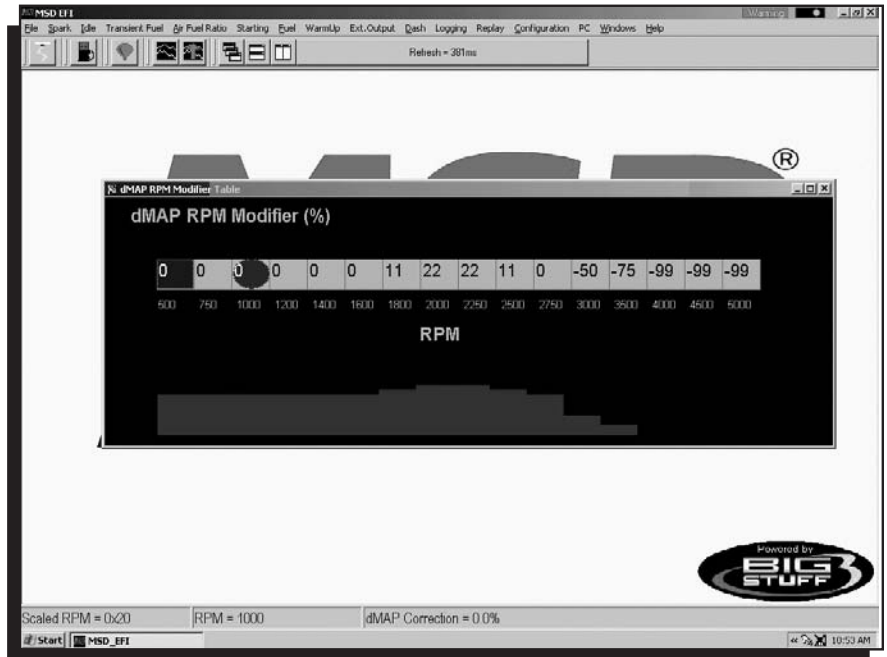 MSD EFI
Warning
File Spark Idle Transient Fuel Air Fuel Ratio Starting Fuel WarmUp Ext.Output Dash Logging Replay Configuration PC Windows Help
Refresh = 381ms
®
dMAP RPM Modifier Table
dMAP RPM Modifier (%)
0 0 0 0 0 0 11 22 22 11 0 -50 -75 -99 -99 -99
600 750 1000 1200 1400 1600 1800 2000 2250 2500 2750 3000 3500 4000 4500 5000
RPM
Powered by
BIG
STUFF
3
Scaled RPM = 0x20 RPM = 1000 dMAP Correction = 0.0%
Start MSD_EFI 10:53 AM